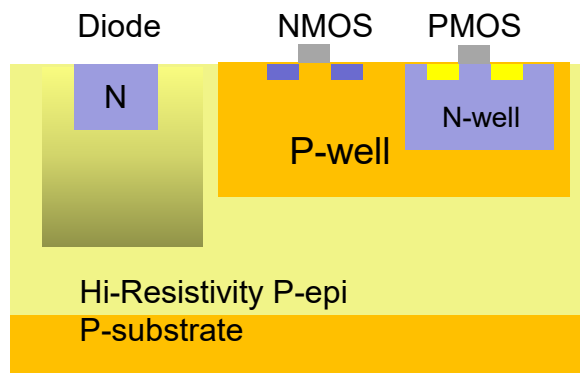 Diode
NMOS
PMOS
N
N-well
P-well
Hi-Resistivity P-epi
P-substrate